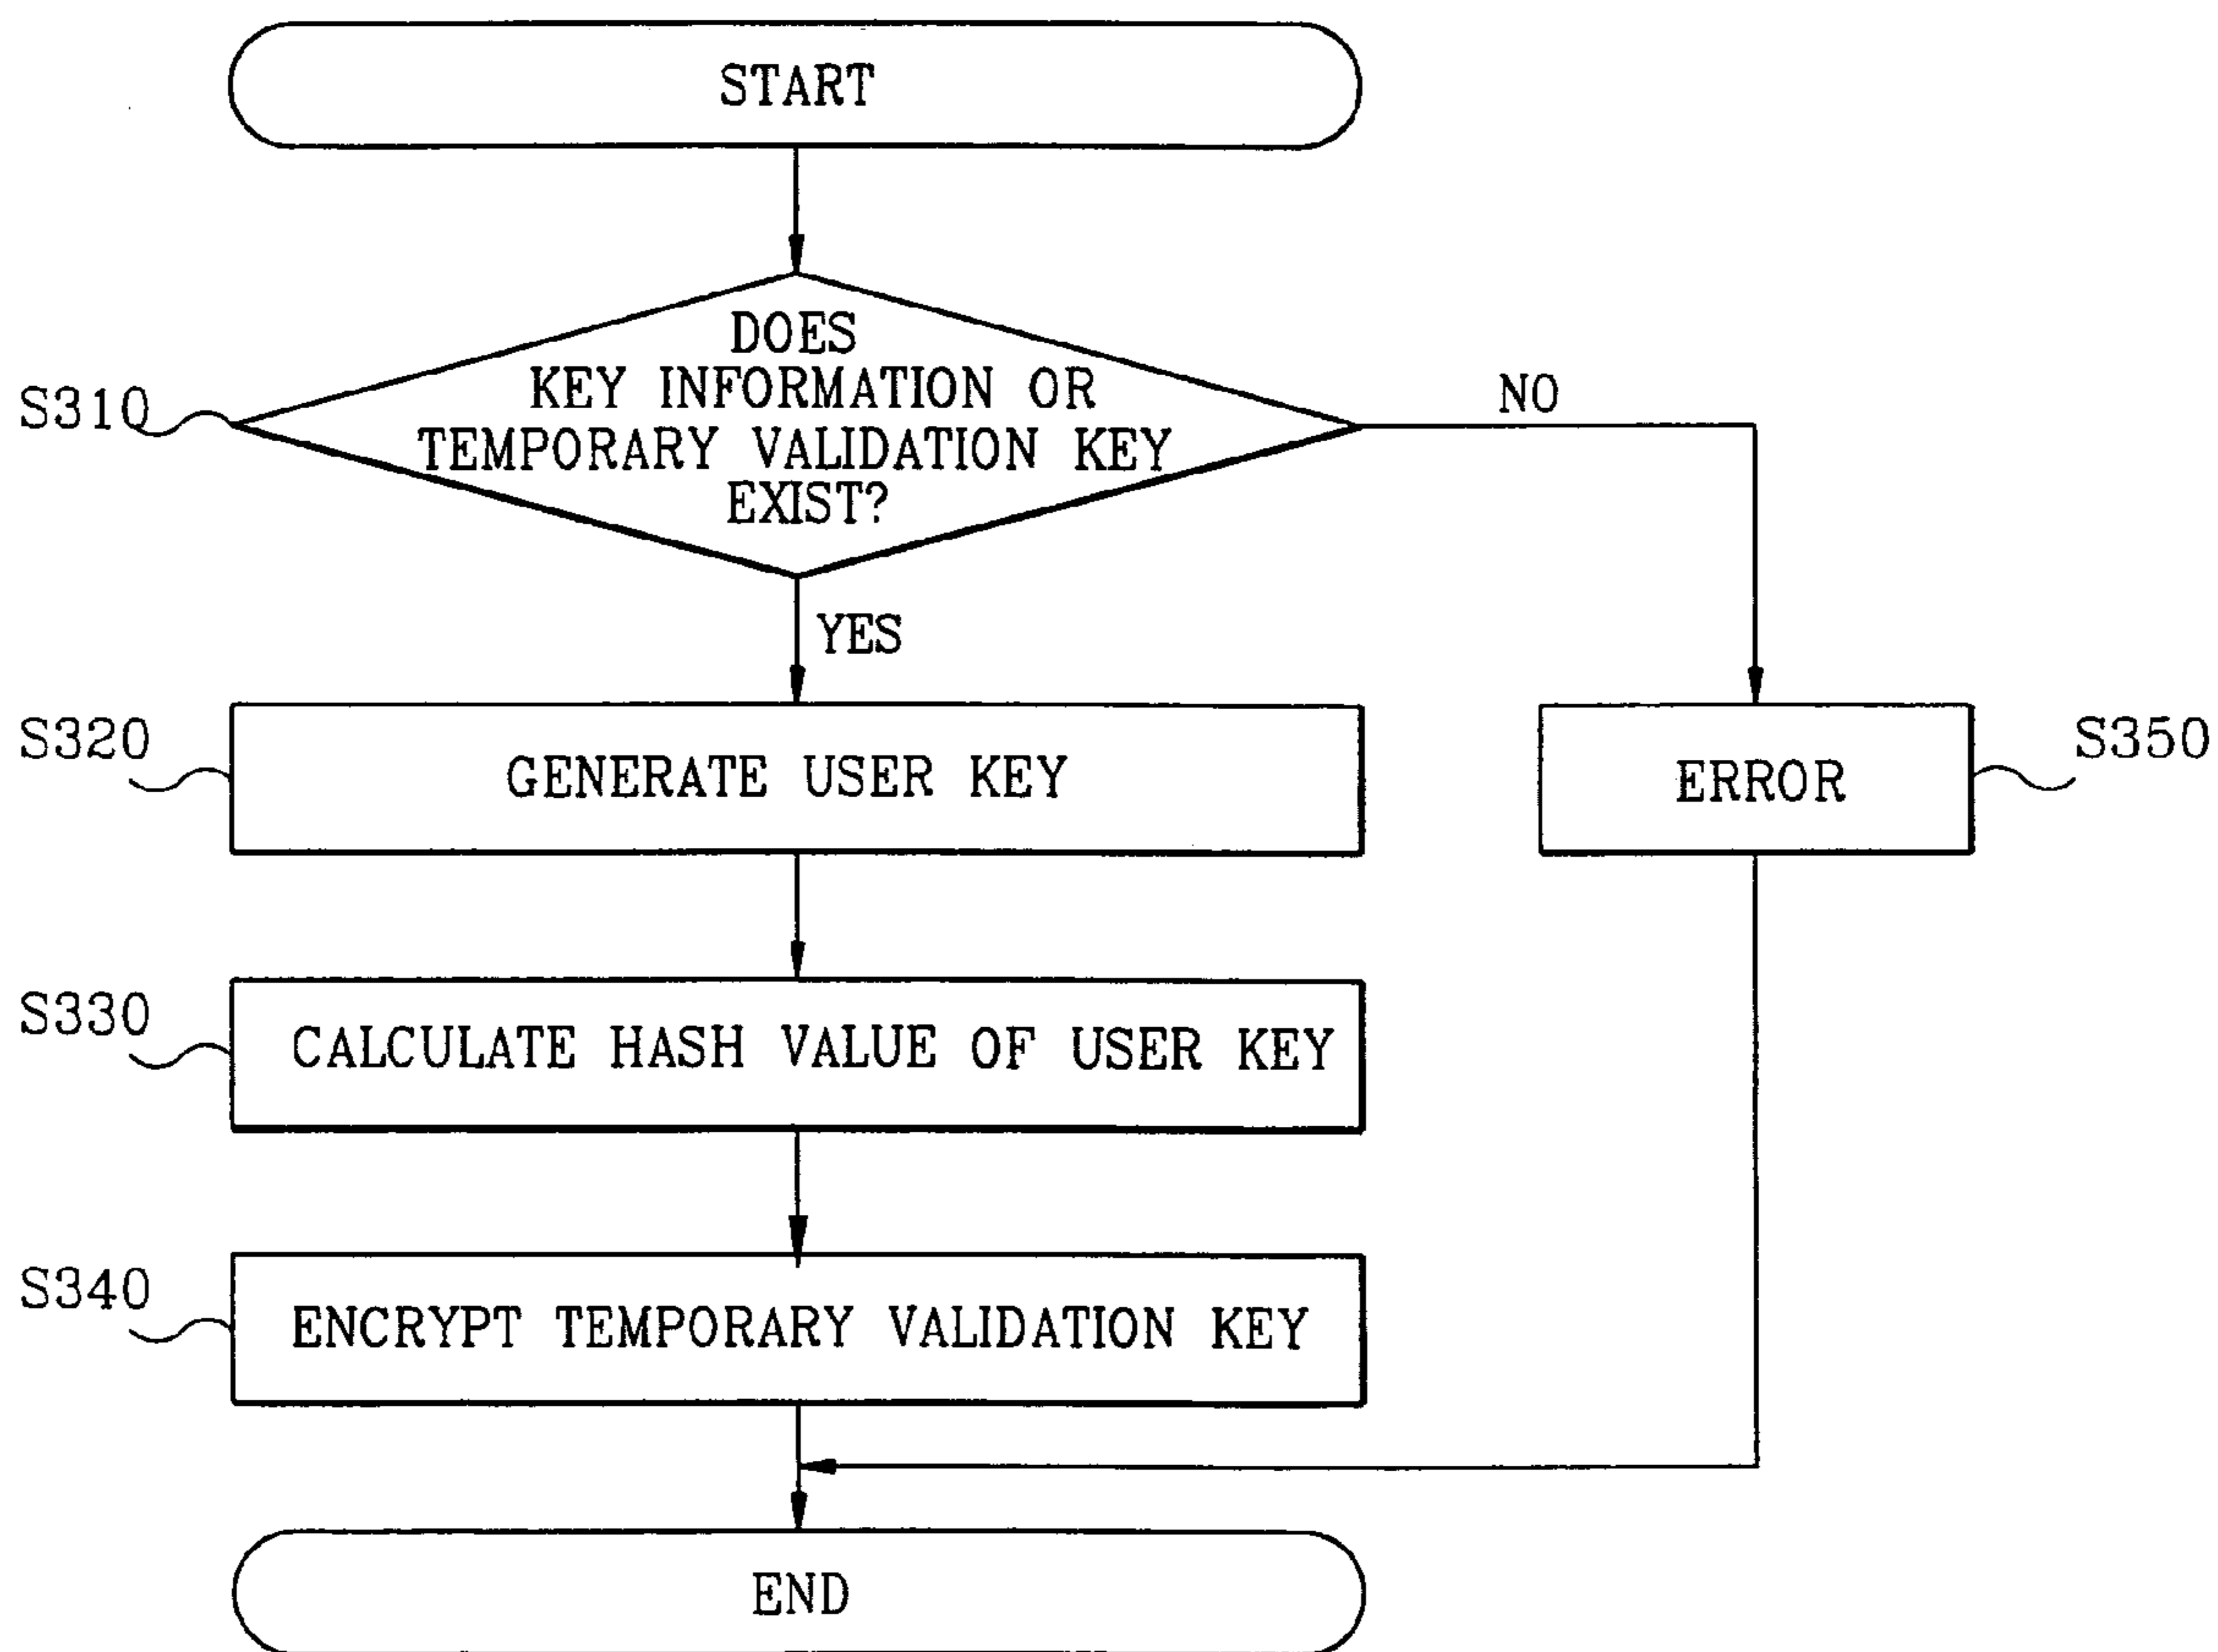 START
DOES
KEY INFORMATION OR
TEMPORARY VALIDATION KEY
EXIST?
S310
NO
YES
S320
GENERATE USER KEY
ERROR
S350
S330
CALCULATE HASH VALUE OF USER KEY
S340
ENCRYPT TEMPORARY VALIDATION KEY
END